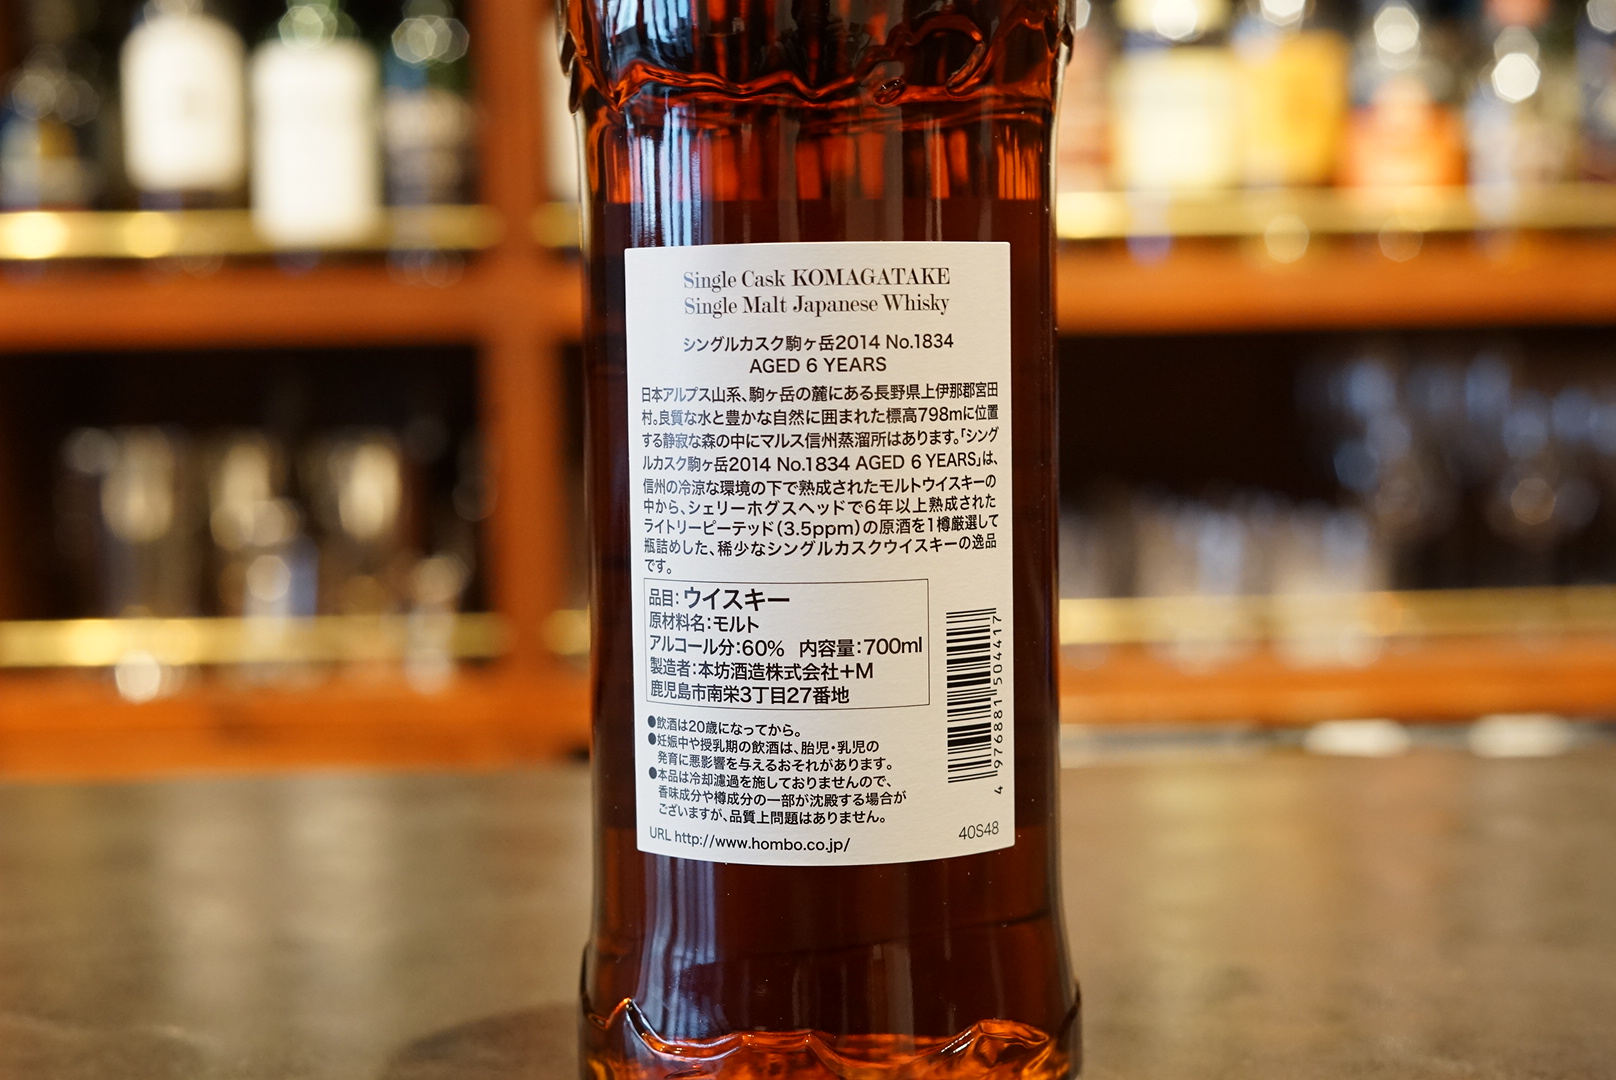 Single Cask KOMAGATAKE
Single Malt Japanese Whisky
シングルカスク駒ヶ岳2014 No.1834
AGED 6 YEARS
日本アルプス山系、駒ヶ岳の麓にある長野県上伊那郡宮田
村。良質な水と豊かな自然に囲まれた標高798mに位置
する静寂な森の中にマルス信州蒸溜所はあります。「シング
ルカスク駒ヶ岳2014 No.1834 AGED 6 YEARS」は、
信州の冷涼な環境の下で熟成されたモルトウイスキーの
中から、シェリーホグスヘッドで6年以上熟成された
ライトリーピーテッド(3.5ppm)の原酒を1樽厳選して
瓶詰めした、稀少なシングルカスクウイスキーの逸品
です。
品目:ウイスキー
原材料名:モルト
アルコール分:60% 内容量:700ml
製造者:本坊酒造株式会社+M
鹿児島市南栄3丁目27番地
●飲酒は20歳になってから。
●妊娠中や授乳期の飲酒は、胎児・乳児の
発育に悪影響を与えるおそれがあります。
●本品は冷却濾過を施しておりませんので、
香味成分や樽成分の一部が沈殿する場合が
ございますが、品質上問題はありません。
URL http://www.hombo.co.jp/
4 976881 504417
40S48